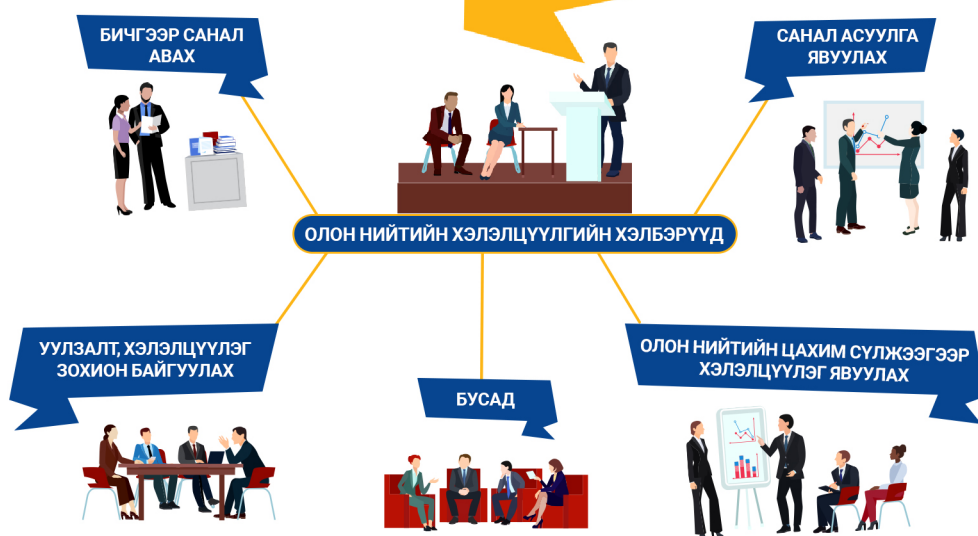 БИЧГЭЭР САНАЛ
АВАХ
САНАЛ АСУУЛГА
ЯВУУЛАХ
ОЛОН НИЙТИЙН ХЭЛЭЛЦҮҮЛГИЙН ХЭЛБЭРҮҮД
УУЛЗАЛТ, ХЭЛЭЛЦҮҮЛЭГ
ЗОХИОН БАЙГУУЛАХ
БУСАД
ОЛОН НИЙТИЙН ЦАХИМ СҮЛЖЭЭГЭЭР
ХЭЛЭЛЦҮҮЛЭГ ЯВУУЛАХ